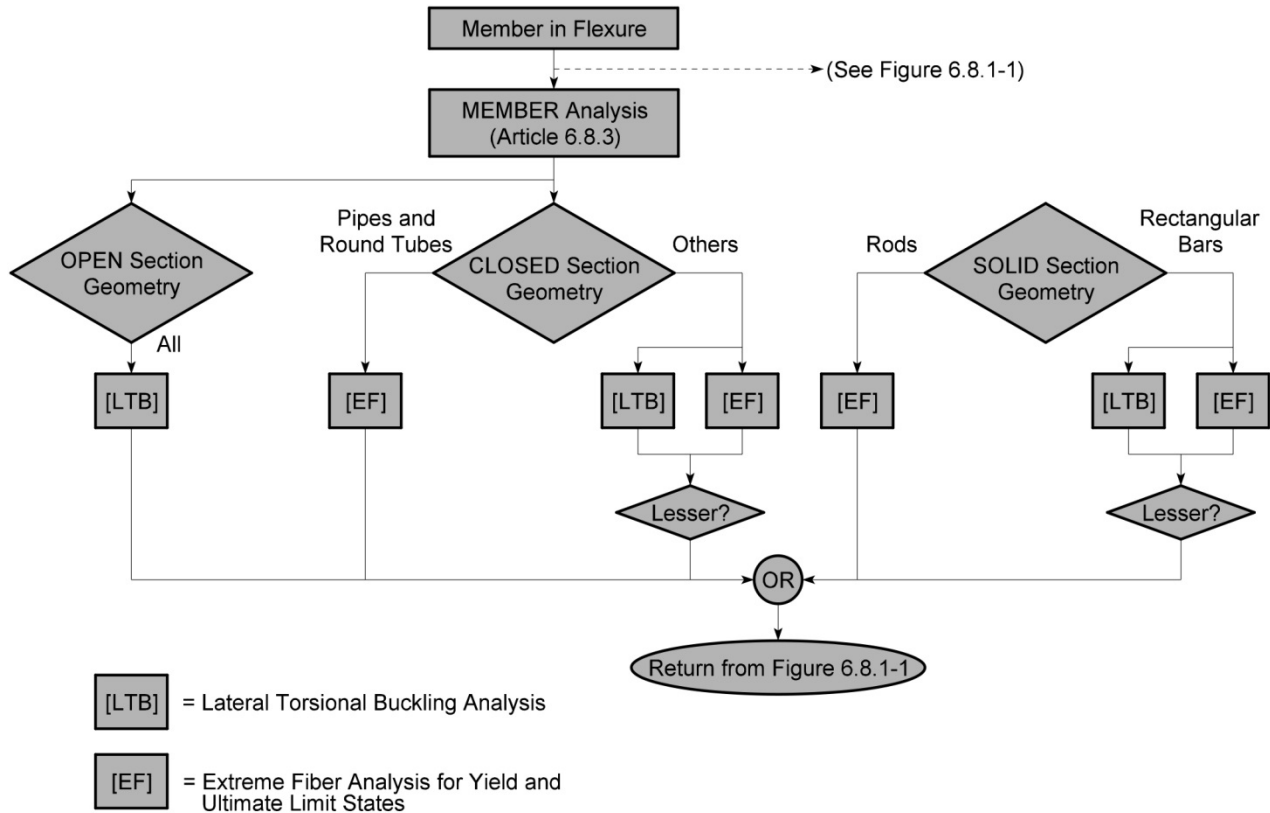 Member in Flexure
(See Figure 6.8.1-1)
MEMBER Analysis
(Article 6.8.3)
Pipes and
Round Tubes
Others
Rods
Rectangular
Bars
OPEN Section
Geometry
CLOSED Section
Geometry
SOLID Section
Geometry
All
[LTB]
[EF]
[LTB]
[EF]
[EF]
[LTB]
[EF]
Lesser?
Lesser?
OR
Return from Figure 6.8.1-1
[LTB] = Lateral Torsional Buckling Analysis
[EF] = Extreme Fiber Analysis for Yield and
Ultimate Limit States